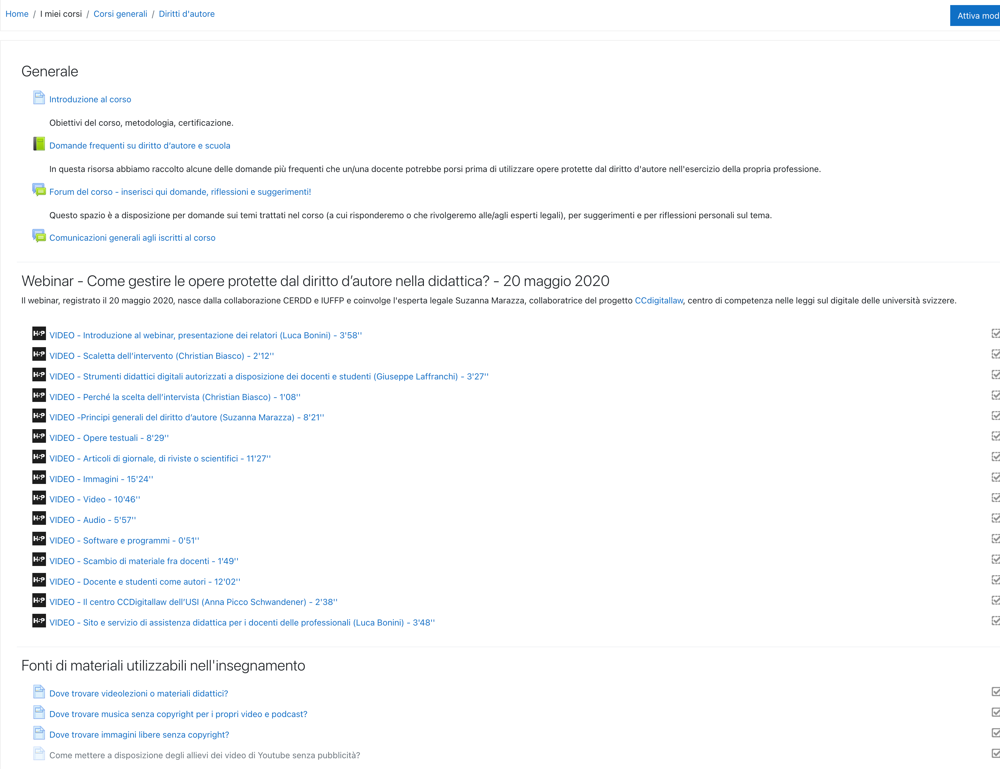 Home / I miei corsi / Corsi generali / Diritti d'autore
Attiva mod
Generale
Introduzione al corso
Obiettivi del corso, metodologia, certificazione.
Domande frequenti su diritto d’autore e scuola
In questa risorsa abbiamo raccolto alcune delle domande più frequenti che un/una docente potrebbe porsi prima di utilizzare opere protette dal diritto d'autore nell'esercizio della propria professione.
Forum del corso - inserisci qui domande, riflessioni e suggerimenti!
Questo spazio è a disposizione per domande sui temi trattati nel corso (a cui risponderemo o che rivolgeremo alle/agli esperti legali), per suggerimenti e per riflessioni personali sul tema.
Comunicazioni generali agli iscritti al corso
Webinar - Come gestire le opere protette dal diritto d’autore nella didattica? - 20 maggio 2020
Il webinar, registrato il 20 maggio 2020, nasce dalla collaborazione CERDD e IUFFP e coinvolge l'esperta legale Suzanna Marazza, collaboratrice del progetto CCdigitallaw, centro di competenza nelle leggi sul digitale delle università svizzere.
H5P VIDEO - Introduzione al webinar, presentazione dei relatori (Luca Bonini) - 3'58''
H5P VIDEO - Scaletta dell’intervento (Christian Biasco) - 2'12''
H5P VIDEO - Strumenti didattici digitali autorizzati a disposizione dei docenti e studenti (Giuseppe Laffranchi) - 3'27''
H5P VIDEO - Perché la scelta dell’intervista (Christian Biasco) - 1'08''
H5P VIDEO -Principi generali del diritto d’autore (Suzanna Marazza) - 8'21''
H5P VIDEO - Opere testuali - 8'29''
H5P VIDEO - Articoli di giornale, di riviste o scientifici - 11'27''
H5P VIDEO - Immagini - 15'24''
H5P VIDEO - Video - 10'46''
H5P VIDEO - Audio - 5'57''
H5P VIDEO - Software e programmi - 0'51''
H5P VIDEO - Scambio di materiale fra docenti - 1'49''
H5P VIDEO - Docente e studenti come autori - 12'02''
H5P VIDEO - Il centro CCDigitallaw dell’USI (Anna Picco Schwandener) - 2'38''
H5P VIDEO - Sito e servizio di assistenza didattica per i docenti delle professionali (Luca Bonini) - 3'48''
Fonti di materiali utilizzabili nell'insegnamento
Dove trovare videolezioni o materiali didattici?
Dove trovare musica senza copyright per i propri video e podcast?
Dove trovare immagini libere senza copyright?
Come mettere a disposizione degli allievi dei video di Youtube senza pubblicità?